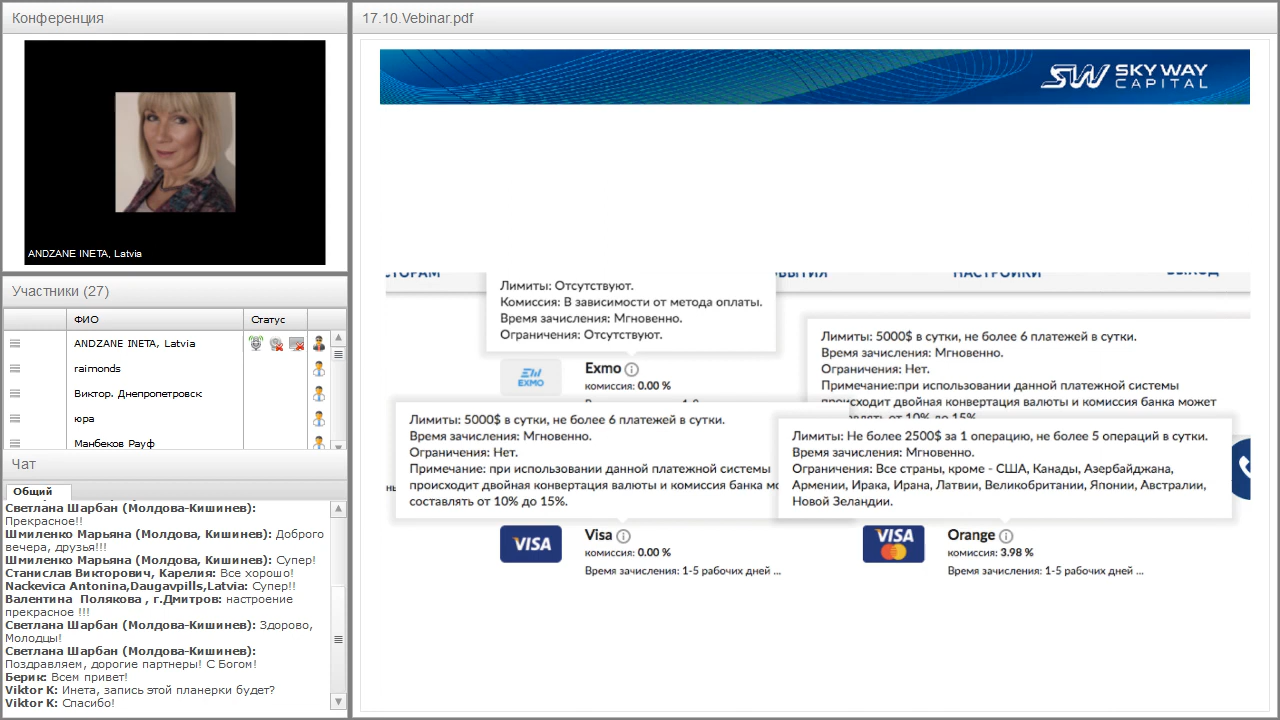 Конференция
ANDZANE INETA, Latvia
Участники (27)
ФИО
Статус
ANDZANE INETA, Latvia
raimonds
Виктор. Днепропетровск
юра
Манбеков Рауф
Чат
Общий
Светлана Шарбан (Молдова-Кишинев):
Прекрасное!!
Шмиленко Марьяна (Молдова, Кишинев): Доброго
вечера, друзья!!!
Шмиленко Марьяна (Молдова, Кишинев): Супер!
Станислав Викторович, Карелия: Все хорошо!
Nackevica Antonina,Daugavpills,Latvia: Супер!!
Валентина Полякова , г.Дмитров: настроение
прекрасное !!!
Светлана Шарбан (Молдова-Кишинев): Здорово,
Молодцы!
Светлана Шарбан (Молдова-Кишинев):
Поздравляем, дорогие партнеры! С Богом!
Берик: Всем привет!
Viktor K: Инета, запись этой планерки будет?
Viktor K: Спасибо!
17.10.Vebinar.pdf
SW SKY WAY
CAPITAL
НАСТРОЙКИ
ВЫХОД
Лимиты: Отсутствуют.
Комиссия: В зависимости от метода оплаты.
Время зачисления: Мгновенно.
Ограничения: Отсутствуют.
EXMO
Exmo
комиссия: 0.00 %
Лимиты: 5000$ в сутки, не более 6 платежей в сутки.
Время зачисления: Мгновенно.
Ограничения: Нет.
Примечание:при использовании данной платежной системы
происходит двойная конвертация валюты и комиссия банка может
составлять от 10% до 15%.
Лимиты: 5000$ в сутки, не более 6 платежей в сутки.
Время зачисления: Мгновенно.
Ограничения: Нет.
Примечание: при использовании данной платежной системы
происходит двойная конвертация валюты и комиссия банка мо
составлять от 10% до 15%.
Лимиты: Не более 2500$ за 1 операцию, не более 5 операций в сутки.
Время зачисления: Мгновенно.
Ограничения: Все страны, кроме - США, Канады, Азербайджана,
Армении, Ирака, Ирана, Латвии, Великобритании, Японии, Австралии,
Новой Зеландии.
VISA
Visa
комиссия: 0.00 %
Время зачисления: 1-5 рабочих дней ...
VISA
Orange
комиссия: 3.98 %
Время зачисления: 1-5 рабочих дней ...